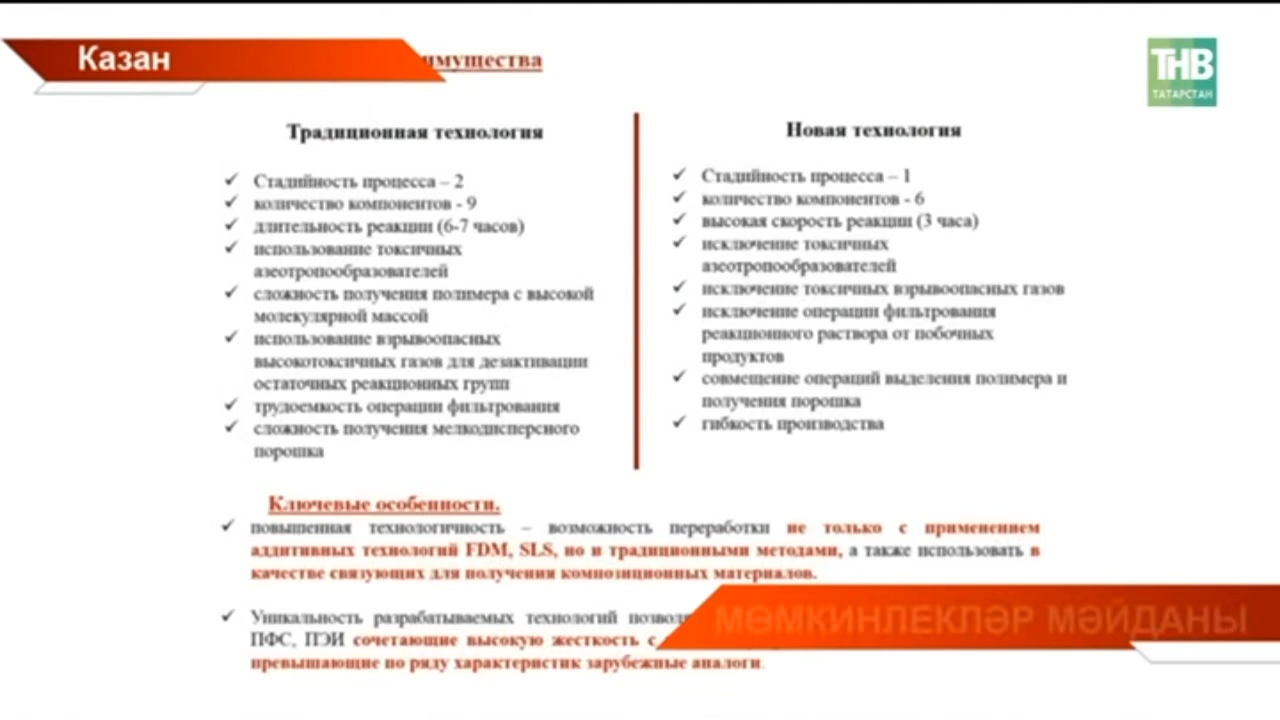 Казан
имущества
ТНВ
ТАТАРСТАН
Традиционная технология
✓ Стадийность процесса – 2
✓ количество компонентов - 9
✓ длительность реакции (6-7 часов)
✓ использование токсичных
азеотропообразователей
✓ сложность получения полимера с высокой
молекулярной массой
✓ использование взрывоопасных
высокотоксичных газов для дезактивации
остаточных реакционных групп
✓ трудоемкость операции фильтрования
✓ сложность получения мелкодисперсного
порошка
Новая технология
✓ Стадийность процесса – 1
✓ количество компонентов - 6
✓ высокая скорость реакции (3 часа)
✓ исключение токсичных
азеотропообразователей
✓ исключение токсичных взрывоопасных газов
✓ исключение операции фильтрования
реакционного раствора от побочных
продуктов
✓ совмещение операций выделения полимера и
получения порошка
✓ гибкость производства
Ключевые особенности.
✓ повышенная технологичность – возможность переработки не только с применением
аддитивных технологий FDM, SLS, но и традиционными методами, а также использовать в
качестве связующих для получения композиционных материалов.
✓ Уникальность разрабатываемых технологий
ПФС, ПЭИ сочетающие высокую жесткость с
превышающие по ряду характеристик зарубежные аналоги.
МӨМКИНЛЕКЛӘР МӘЙДАНЫ